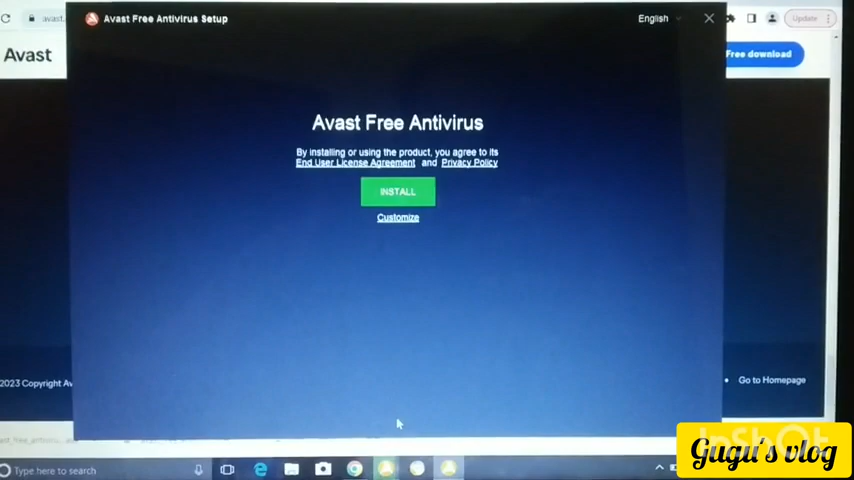 avast.
Avast Free Antivirus Setup
English
Update
Avast
Free download
Avast Free Antivirus
By installing or using the product, you agree to its
End User License Agreement and Privacy Policy
INSTALL
Customize
2023 Copyright Av
Go to Homepage
InShOt
Gugu's vlog
Type here to search